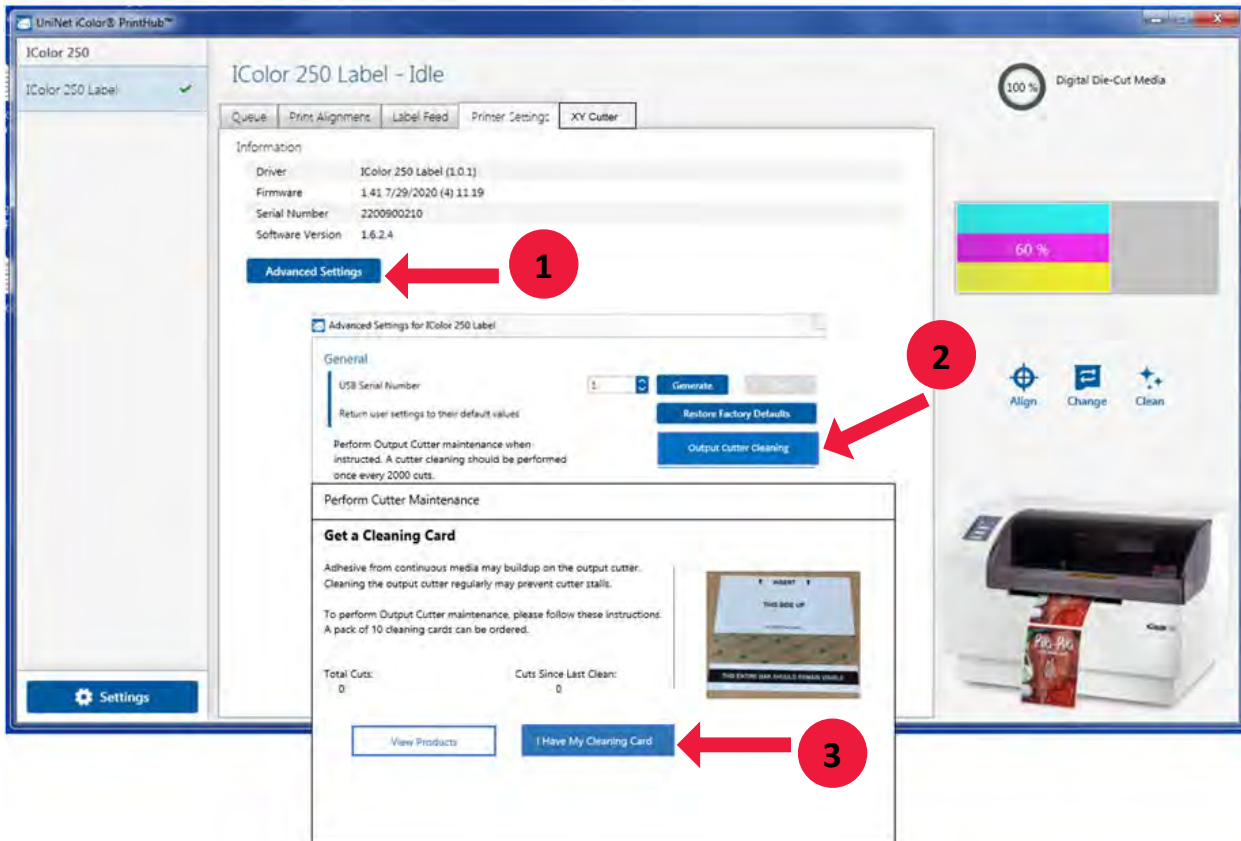 UniNet iColor® PrintHub™
IColor 250
IColor 250 Label
IColor 250 Label - Idle
100 %
Digital Die-Cut Media
Queue
Print Alignment
Label Feed
Printer Settings
XY Cutter
Information
Driver IColor 250 Label (1.0.1)
Firmware 1.41 7/29/2020 (4) 11:19
Serial Number 2200900210
Software Version 1.6.2.4
Advanced Settings
1
60 %
Advanced Settings for IColor 250 Label
General
USB Serial Number 1 Generate
Return user settings to their default values Restore Factory Defaults
Perform Output Cutter maintenance when
instructed. A cutter cleaning should be performed
once every 2000 cuts.
Output Cutter Cleaning
2
Align
Change
Clean
Perform Cutter Maintenance
Get a Cleaning Card
Adhesive from continuous media may buildup on the output cutter.
Cleaning the output cutter regularly may prevent cutter stalls.
To perform Output Cutter maintenance, please follow these instructions.
A pack of 10 cleaning cards can be ordered.
INSERT
THIS SIDE UP
THIS ENTIRE BAR SHOULD REMAIN VISIBLE
Total Cuts:
0
Cuts Since Last Clean:
0
View Products
I Have My Cleaning Card
3
Settings